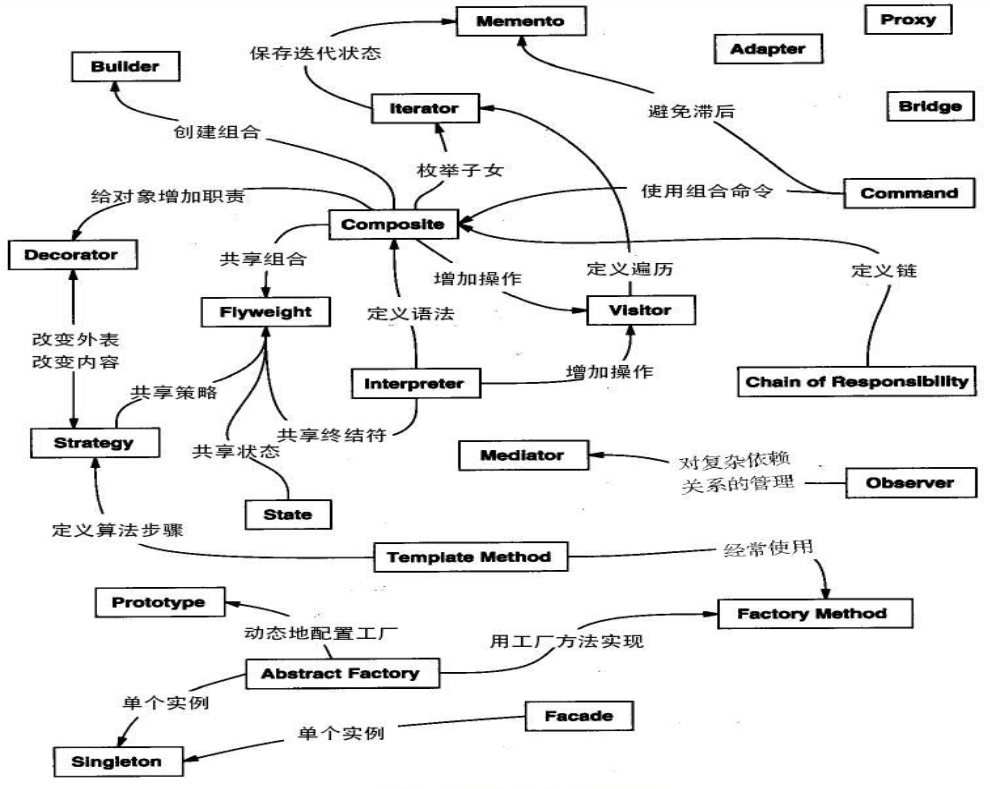 Memento
Proxy
Adapter
保存迭代状态
Builder
Iterator
Bridge
避免滞后
创建组合
枚举子女
给对象增加职责
使用组合命令
Command
Composite
Decorator
共享组合
增加操作
定义遍历
定义链
Flyweight
定义语法
Visitor
改变外表
改变内容
增加操作
Interpreter
Chain of Responsibility
共享策略
共享终结符
Strategy
共享状态
Mediator
对复杂依赖
关系的管理
Observer
State
定义算法步骤
Template Method
经常使用
Prototype
Factory Method
动态地配置工厂
用工厂方法实现
Abstract Factory
单个实例
Facade
单个实例
Singleton